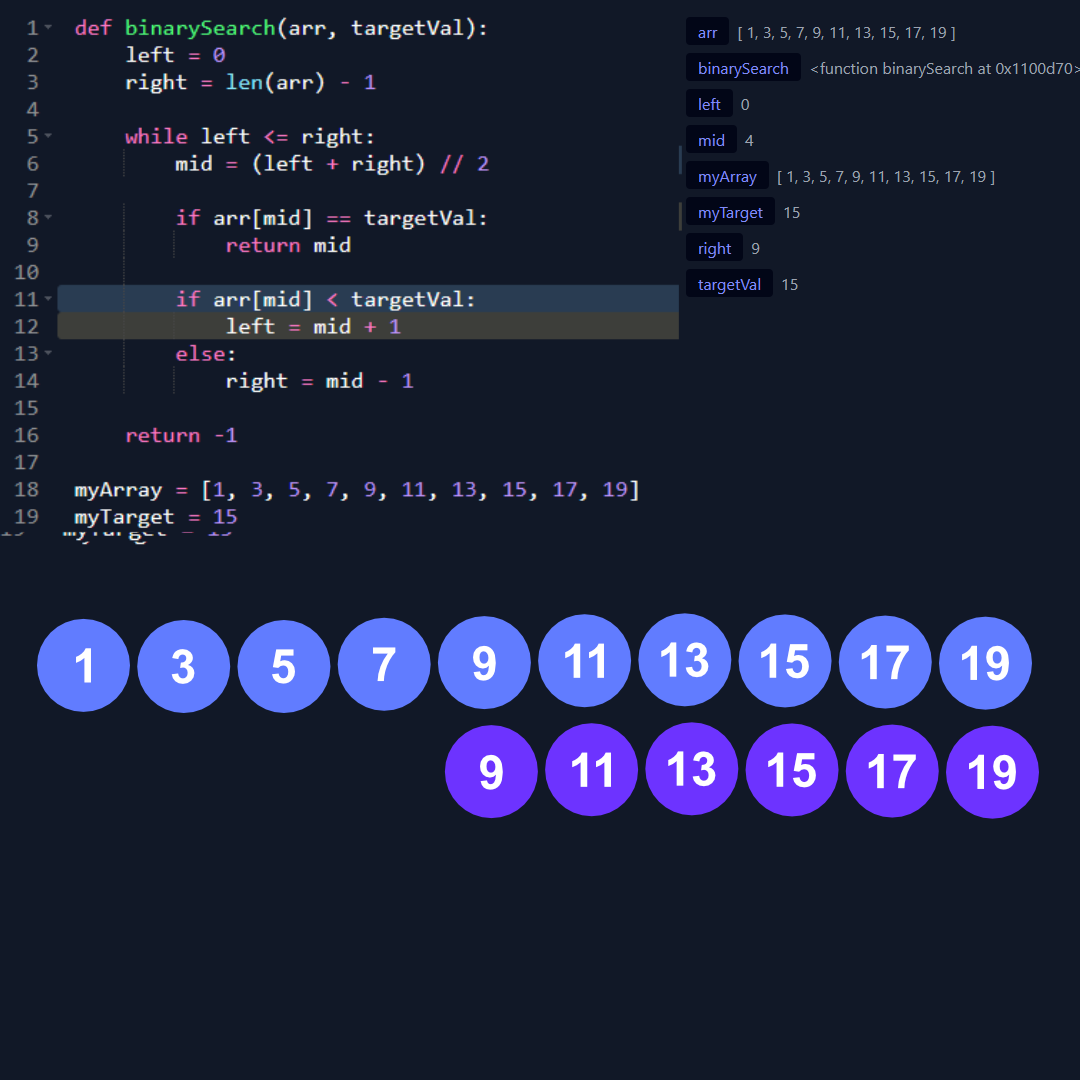 1 def binarySearch(arr, targetVal):
2     left = 0
3     right = len(arr) - 1
4
5     while left <= right:
6         mid = (left + right) // 2
7
8         if arr[mid] == targetVal:
9             return mid
10
11         if arr[mid] < targetVal:
12             left = mid + 1
13         else:
14             right = mid - 1
15
16     return -1
17
18 myArray = [1, 3, 5, 7, 9, 11, 13, 15, 17, 19]
19 myTarget = 15
19 myTarget = 15
arr [ 1, 3, 5, 7, 9, 11, 13, 15, 17, 19 ]
binarySearch <function binarySearch at 0x1100d70>
left 0
mid 4
myArray [ 1, 3, 5, 7, 9, 11, 13, 15, 17, 19 ]
myTarget 15
right 9
targetVal 15
1 3 5 7 9 11 13 15 17 19
9 11 13 15 17 19